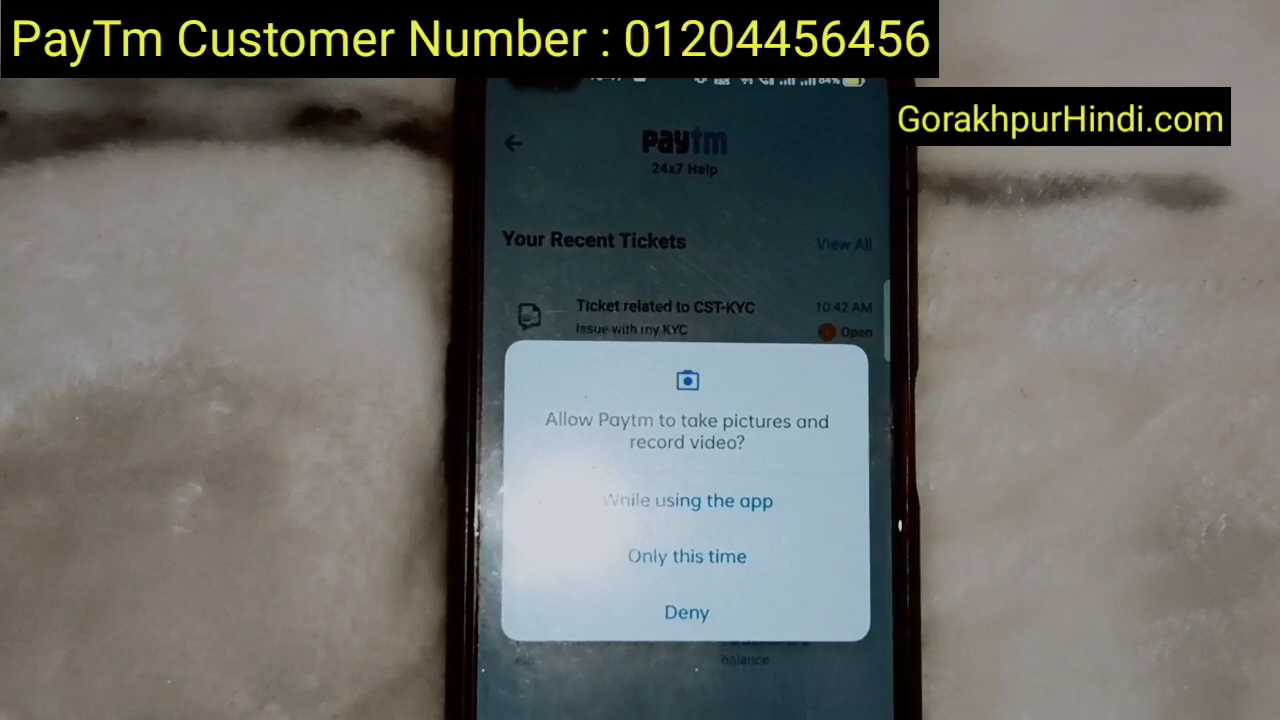 PayTm Customer Number : 01204456456
GorakhpurHindi.com
84%
paytm
24x7 Help
Your Recent Tickets
View All
Ticket related to CST-KYC
10:42 AM
Issue with my KYC
Open
Allow Paytm to take pictures and
record video?
While using the app
Only this time
Deny
balance